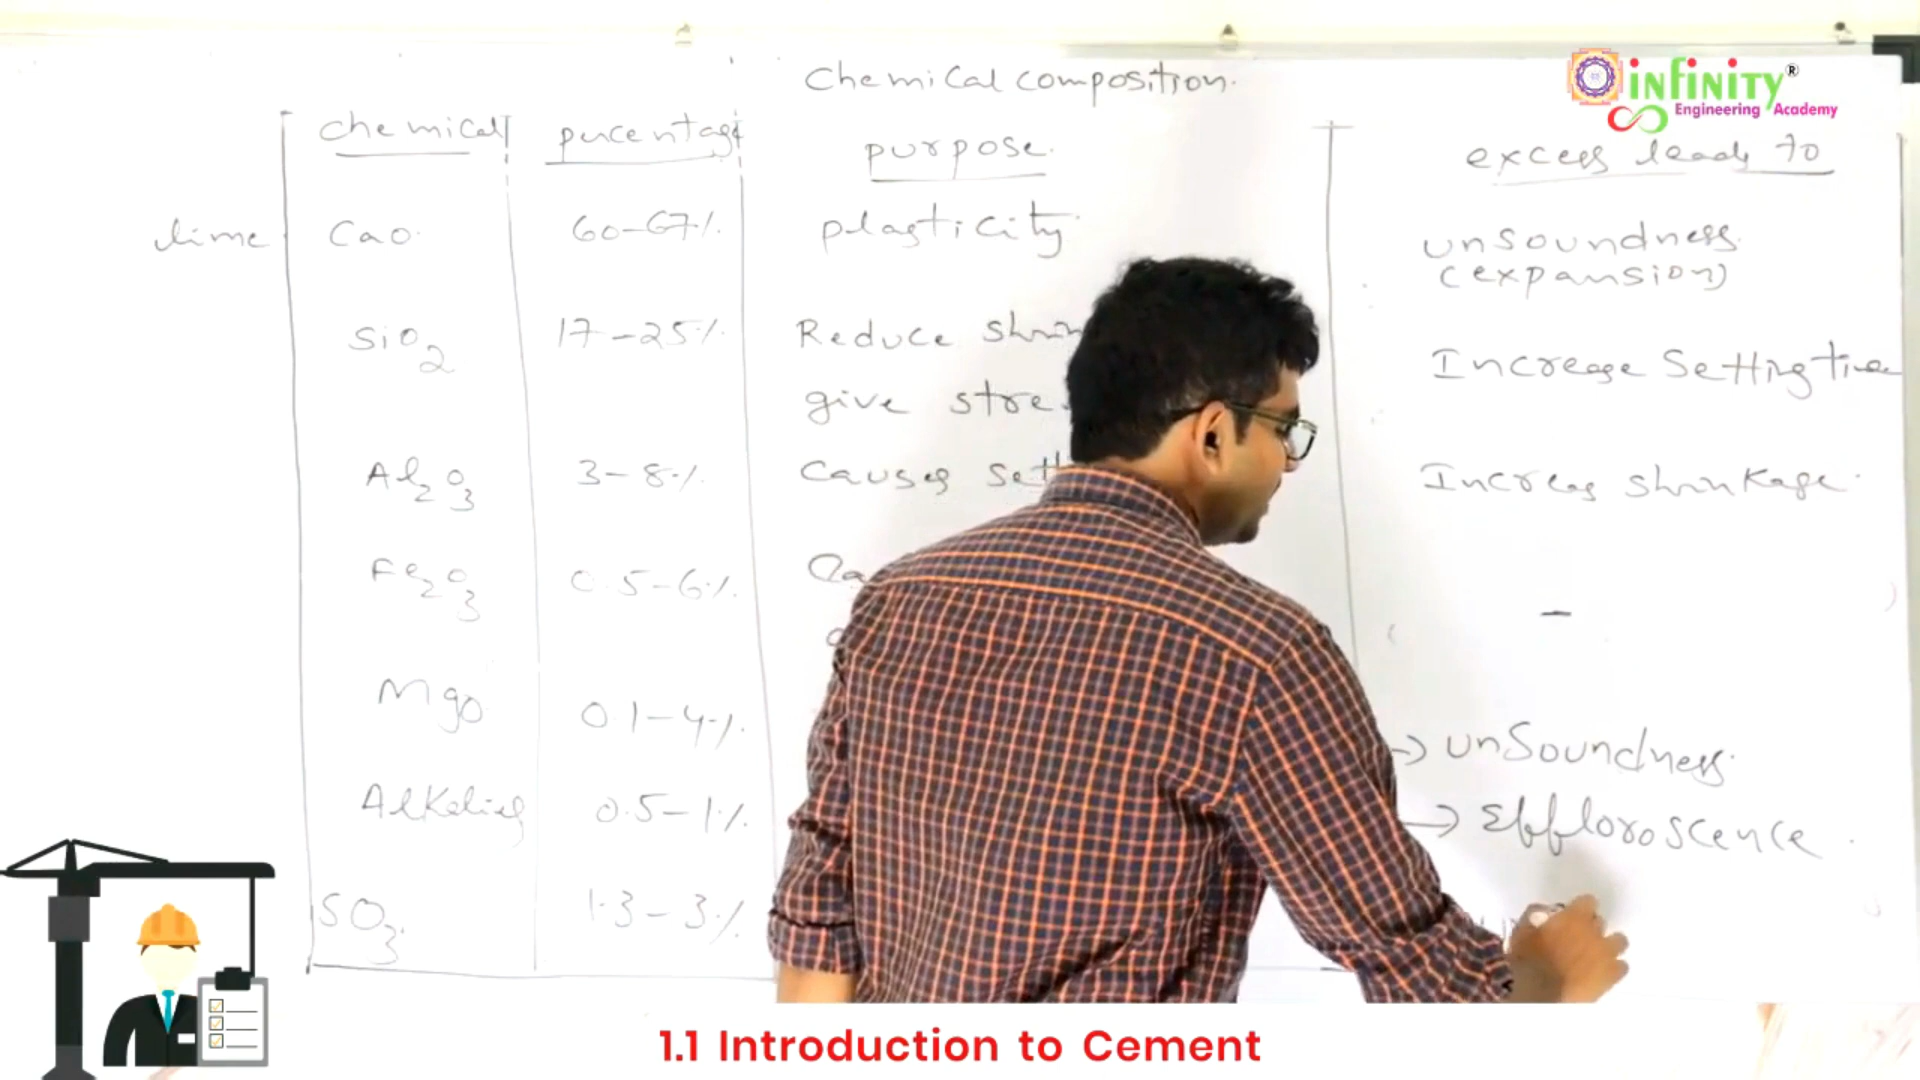 Chemical composition.
infinity®
Engineering Academy
chemical percentage purpose. excess leads to
lime CaO. 60-67% plasticity. unsoundness.
(expansion)
SiO2 17-25% Reduce Increase Setting time
give
Al2O3 3-8% Causes Increas shrinkage.
Fe2O3 0.5-6% -
MgO 0.1-4% → unSoundness.
Alkalies 0.5-1% → Effloroscence.
SO3. 1.3-3%
1.1 Introduction to Cement